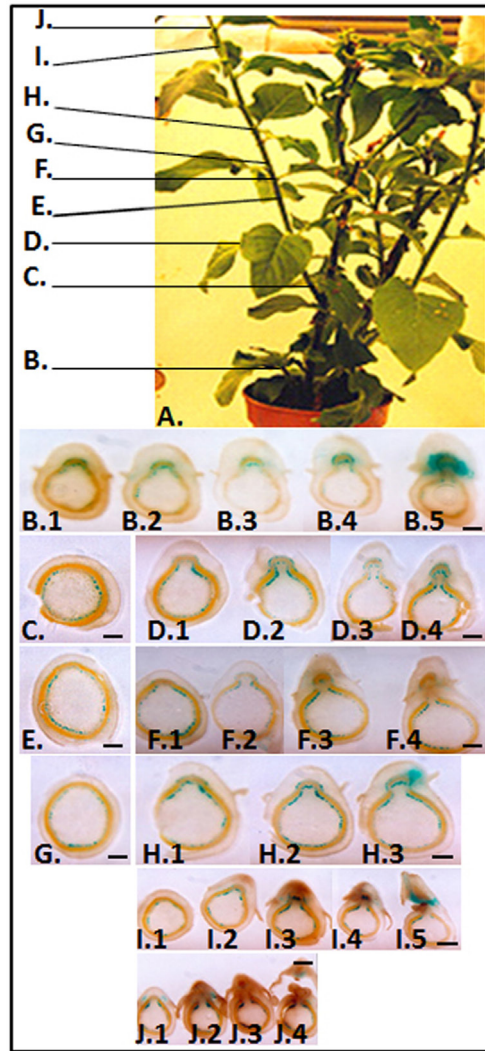 J.
I.
H.
G.
F.
E.
D.
C.
B.
A.
B.1 B.2 B.3 B.4 B.5
C. D.1 D.2 D.3 D.4
E. F.1 F.2 F.3 F.4
G. H.1 H.2 H.3
I.1 I.2 I.3 I.4 I.5
J.1 J.2 J.3 J.4